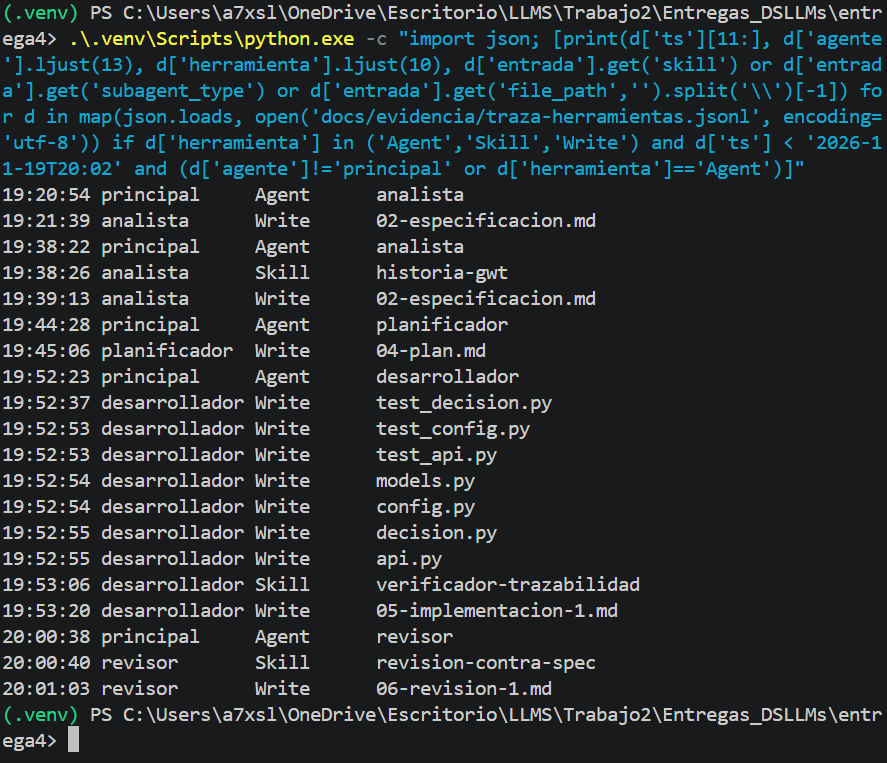 (.venv) PS C:\Users\a7xsl\OneDrive\Escritorio\LLMS\Trabajo2\Entregas_DSLLMs\entr
ega4> .\.venv\Scripts\python.exe -c "import json; [print(d['ts'][11:], d['agente
'].ljust(13), d['herramienta'].ljust(10), d['entrada'].get('skill') or d['entrad
a'].get('subagent_type') or d['entrada'].get('file_path','').split('\\')[-1]) fo
r d in map(json.loads, open('docs/evidencia/traza-herramientas.jsonl', encoding=
'utf-8')) if d['herramienta'] in ('Agent','Skill','Write') and d['ts'] < '2026-1
1-19T20:02' and (d['agente']!='principal' or d['herramienta']=='Agent')]"
19:20:54 principal     Agent      analista
19:21:39 analista      Write      02-especificacion.md
19:38:22 principal     Agent      analista
19:38:26 analista      Skill      historia-gwt
19:39:13 analista      Write      02-especificacion.md
19:44:28 principal     Agent      planificador
19:45:06 planificador  Write      04-plan.md
19:52:23 principal     Agent      desarrollador
19:52:37 desarrollador Write      test_decision.py
19:52:53 desarrollador Write      test_config.py
19:52:53 desarrollador Write      test_api.py
19:52:54 desarrollador Write      models.py
19:52:54 desarrollador Write      config.py
19:52:55 desarrollador Write      decision.py
19:52:55 desarrollador Write      api.py
19:53:06 desarrollador Skill      verificador-trazabilidad
19:53:20 desarrollador Write      05-implementacion-1.md
20:00:38 principal     Agent      revisor
20:00:40 revisor       Skill      revision-contra-spec
20:01:03 revisor       Write      06-revision-1.md
(.venv) PS C:\Users\a7xsl\OneDrive\Escritorio\LLMS\Trabajo2\Entregas_DSLLMs\entr
ega4>